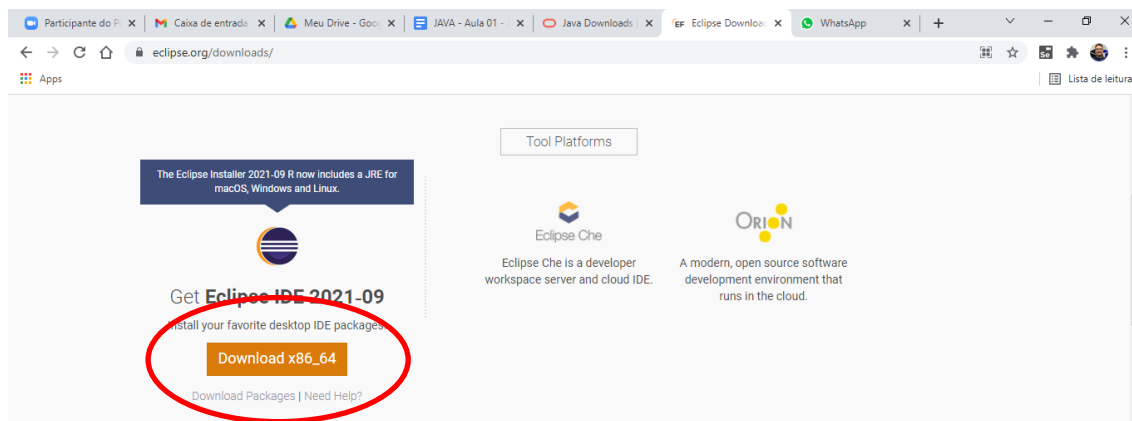 Participante do P
Caixa de entrada
Meu Drive - Goo
JAVA - Aula 01 -
Java Downloads |
EF Eclipse Downloa
WhatsApp
eclipse.org/downloads/
Se
Apps
Lista de leitura
Tool Platforms
The Eclipse Installer 2021-09 R now includes a JRE for
macOS, Windows and Linux.
Get Eclipse IDE 2021-09
Install your favorite desktop IDE packages.
Download x86_64
Download Packages | Need Help?
Eclipse Che
Eclipse Che is a developer
workspace server and cloud IDE.
ORION
A modern, open source software
development environment that
runs in the cloud.